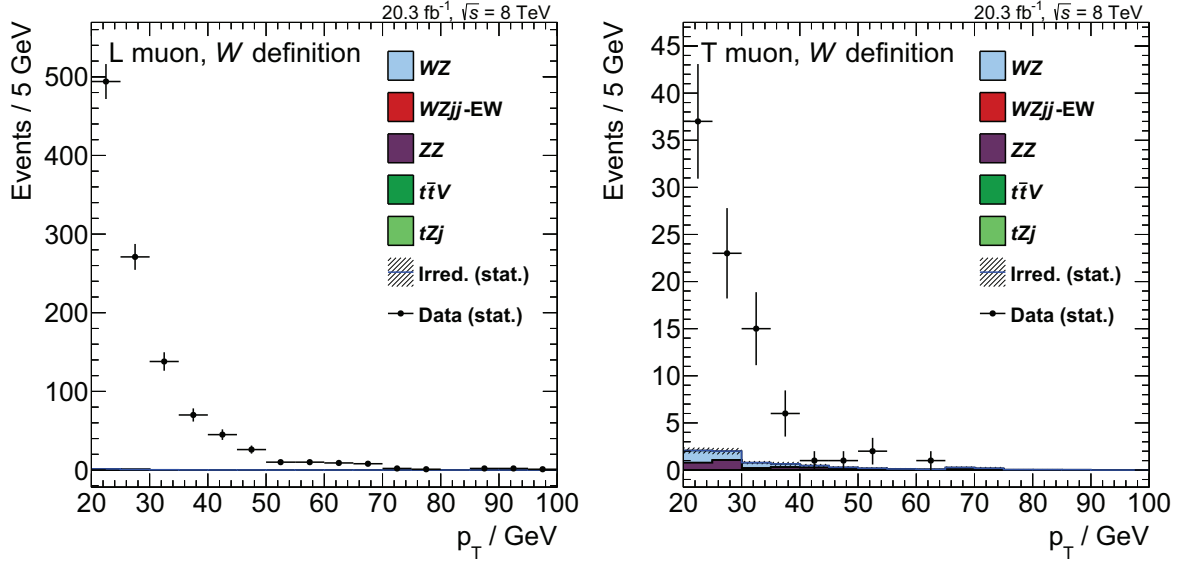 20.3 fb⁻¹, √s = 8 TeV
L muon, W definition
Events / 5 GeV
500
400
300
200
100
0
WZ
WZjj-EW
ZZ
tt̄V
tZj
Irred. (stat.)
Data (stat.)
20 30 40 50 60 70 80 90 100
p_T / GeV
20.3 fb⁻¹, √s = 8 TeV
T muon, W definition
Events / 5 GeV
45
40
35
30
25
20
15
10
5
0
WZ
WZjj-EW
ZZ
tt̄V
tZj
Irred. (stat.)
Data (stat.)
20 30 40 50 60 70 80 90 100
p_T / GeV